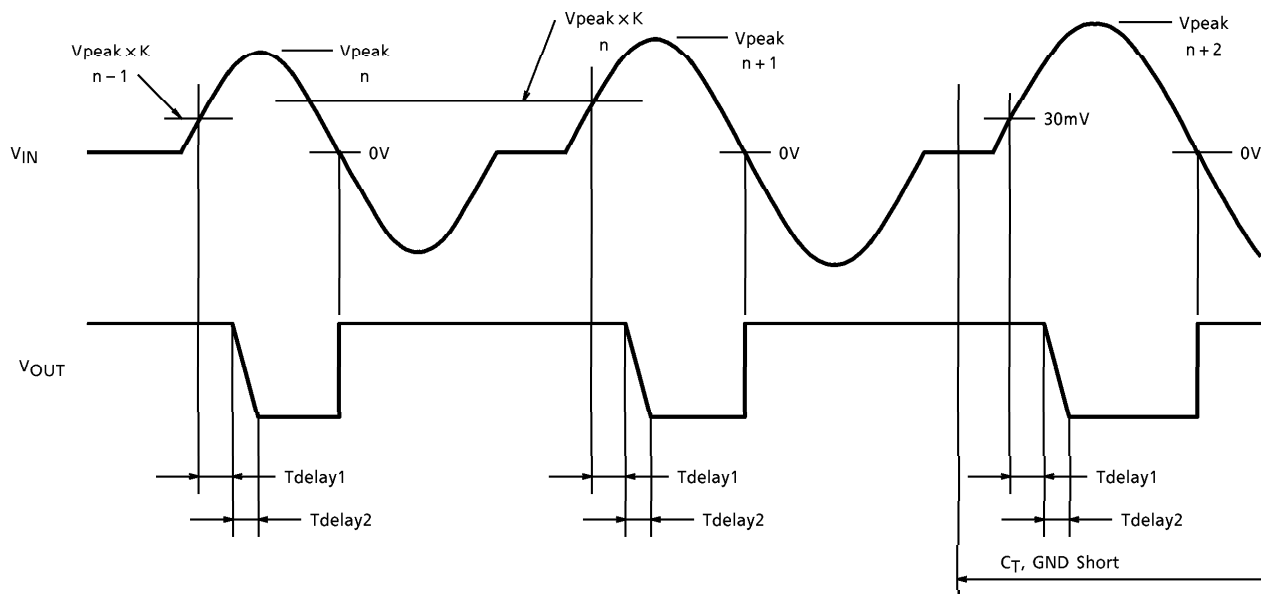 Vpeak × K
n − 1
Vpeak
n
Vpeak × K
n
Vpeak
n + 1
Vpeak
n + 2
30mV
VIN
0V
0V
0V
VOUT
Tdelay1
Tdelay1
Tdelay1
Tdelay2
Tdelay2
Tdelay2
CT, GND Short